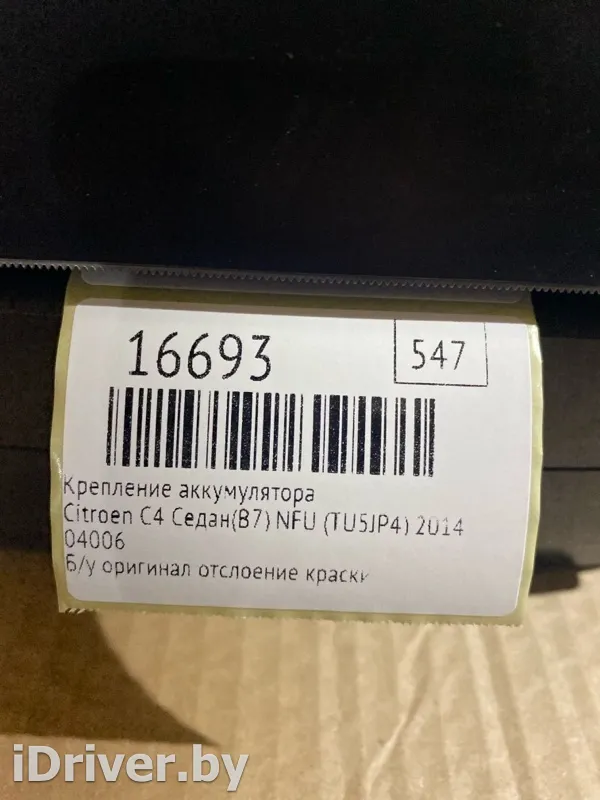 16693
547
Крепление аккумулятора
Citroen C4 Седан(B7) NFU (TU5JP4) 2014
04006
б/у оригинал отслоение краски
iDriver.by